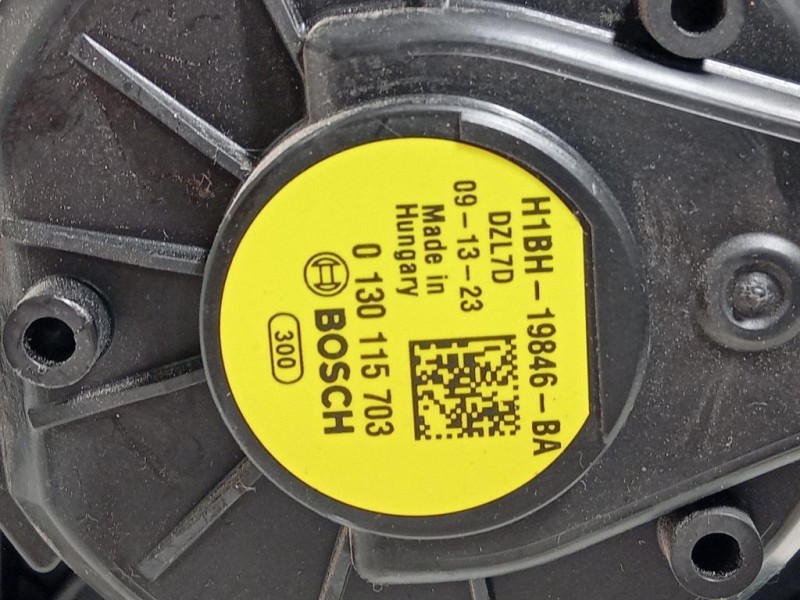 H1BH-19846-BA
DZL7D
09-13-23
Made in
Hungary
0 130 115 703
BOSCH
300